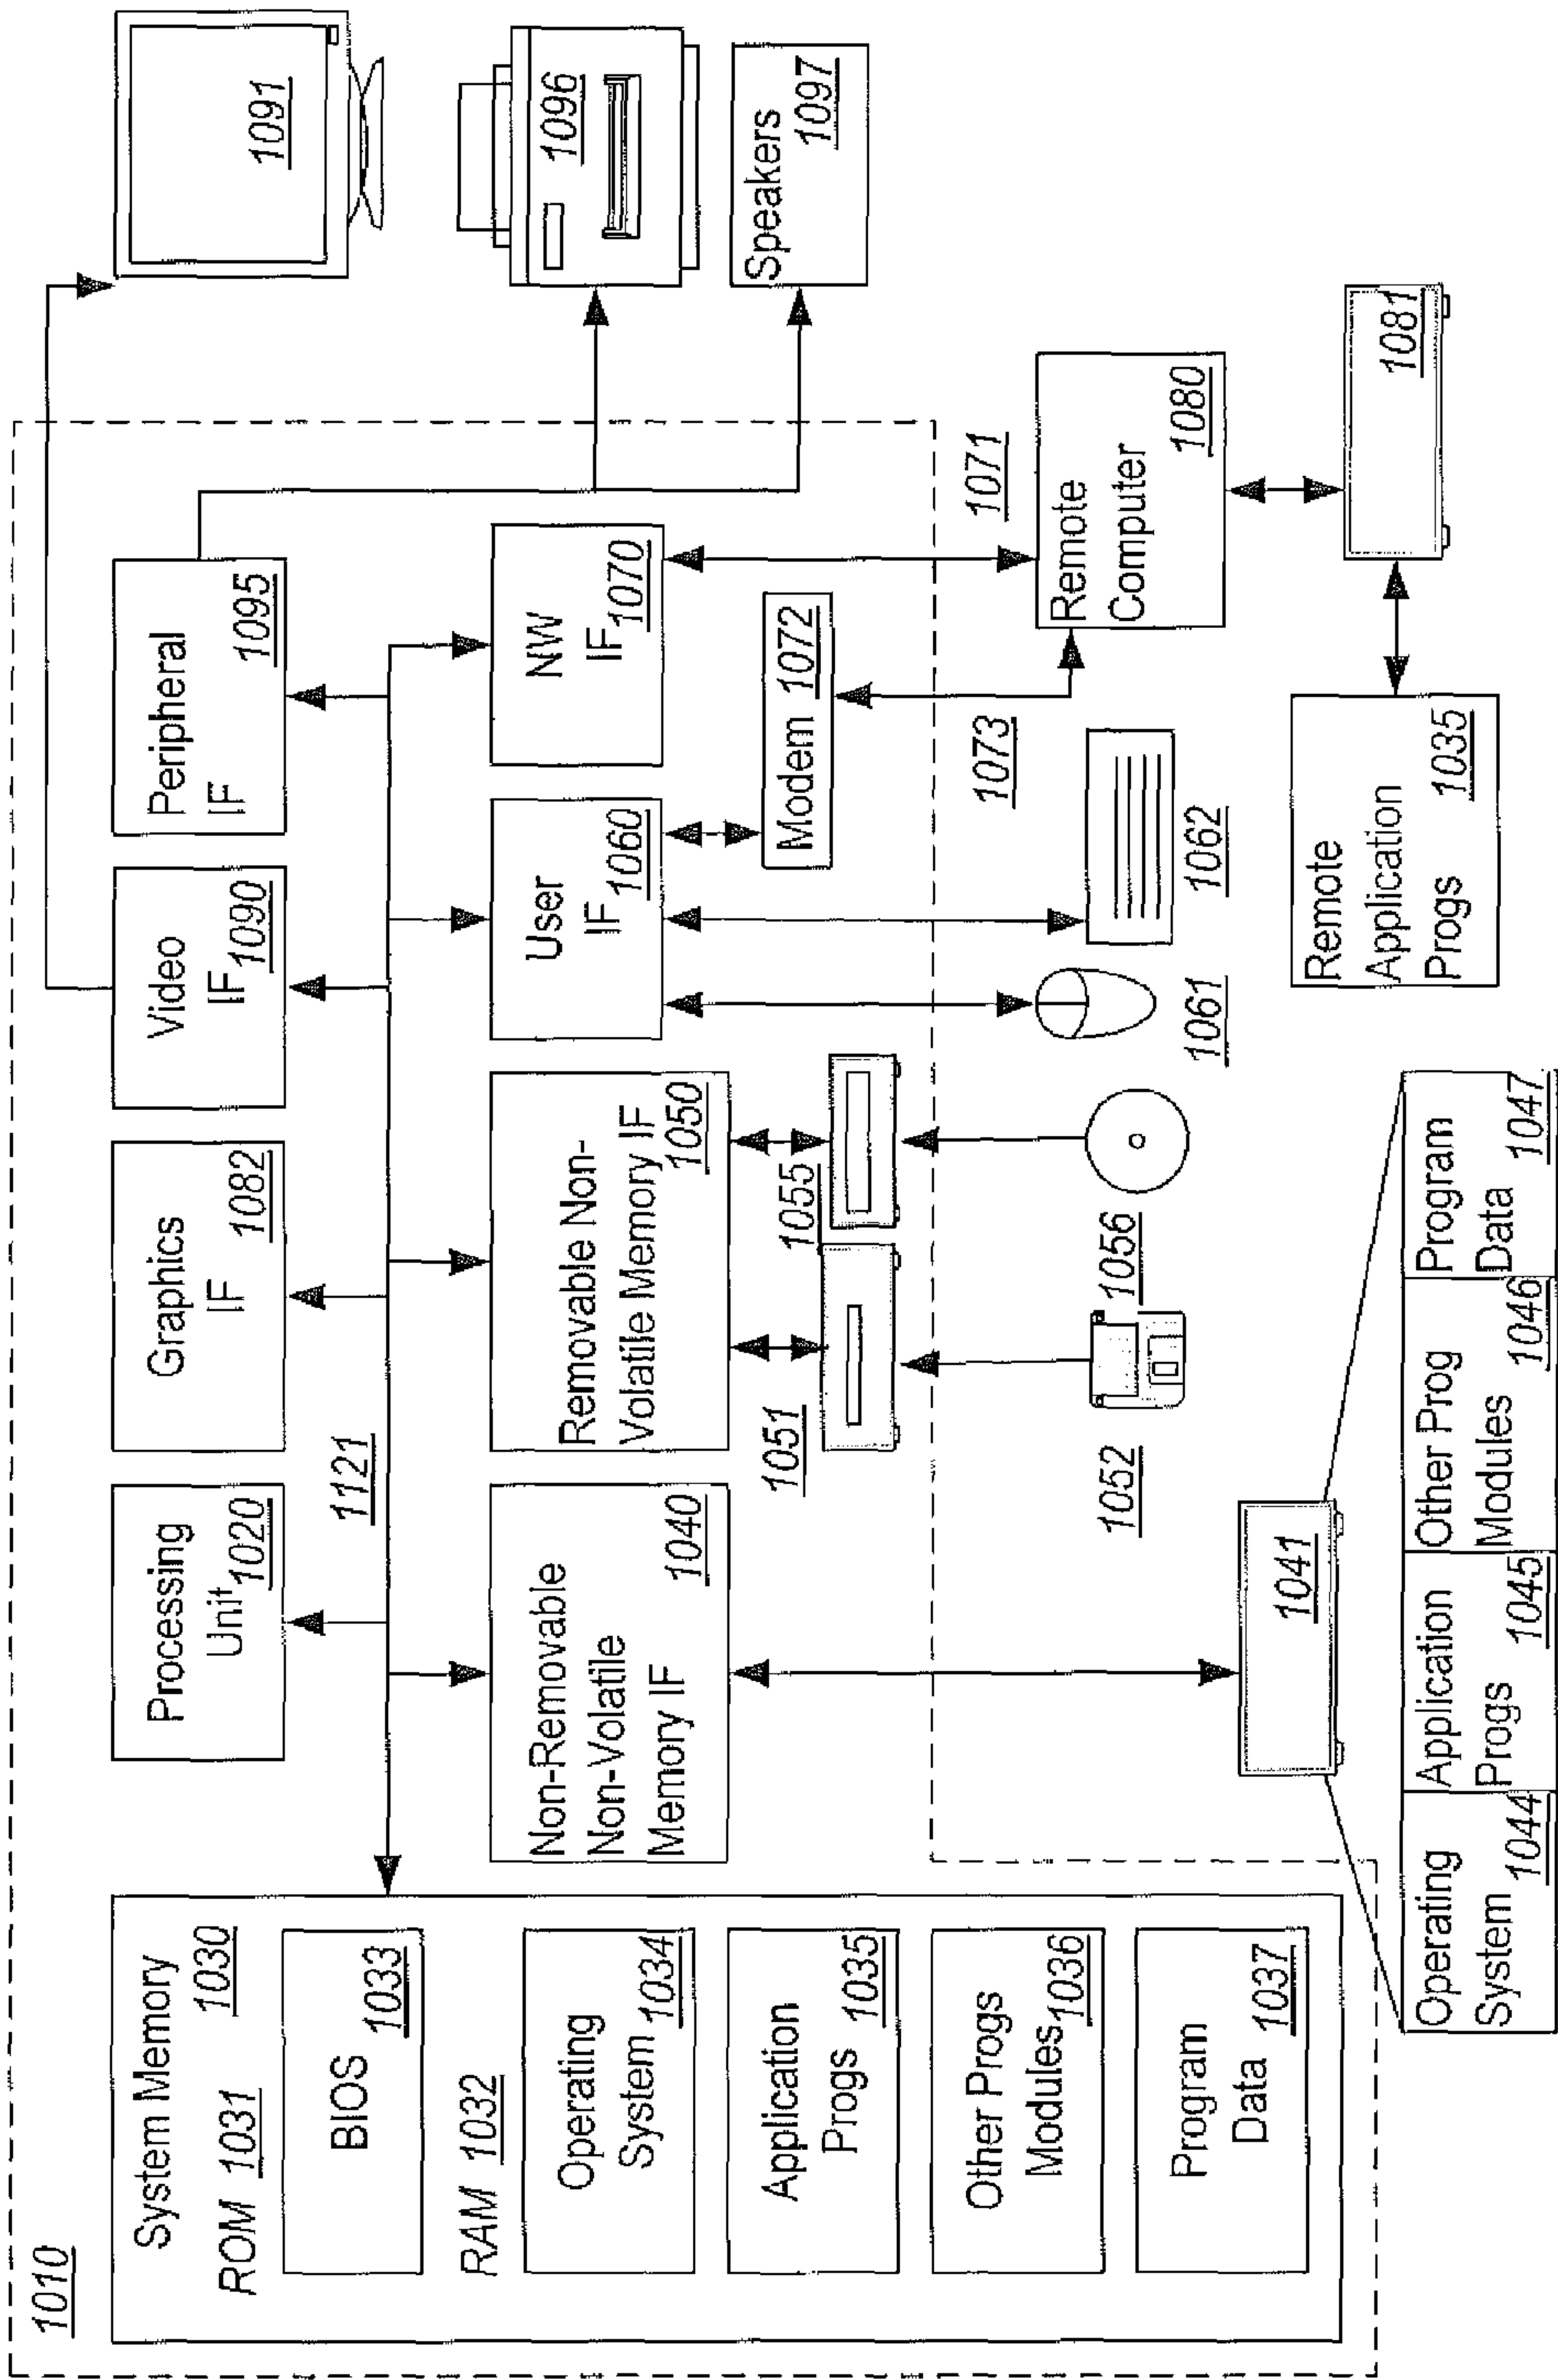 1010
System Memory
1030
ROM 1031
BIOS
1033
RAM 1032
Operating
System
1034
Application
Progs
1035
Other Progs
Modules
1036
Program
Data
1037
Processing
Unit
1020
Graphics
IF
1082
Video
IF
1090
Peripheral
IF
1095
1091
1096
Speakers
1097
1121
Non-Removable
Non-Volatile
Memory IF
1040
Removable Non-
Volatile Memory IF
1050
User
IF
1060
NW
IF
1070
1051
1055
Modem 1072
1052
1056
1061
1062
1073
1071
Remote
Computer
1080
1041
1081
Remote
Application
Progs
1035
Operating
System
1044
Application
Progs
1045
Other Prog
Modules
1046
Program
Data
1047